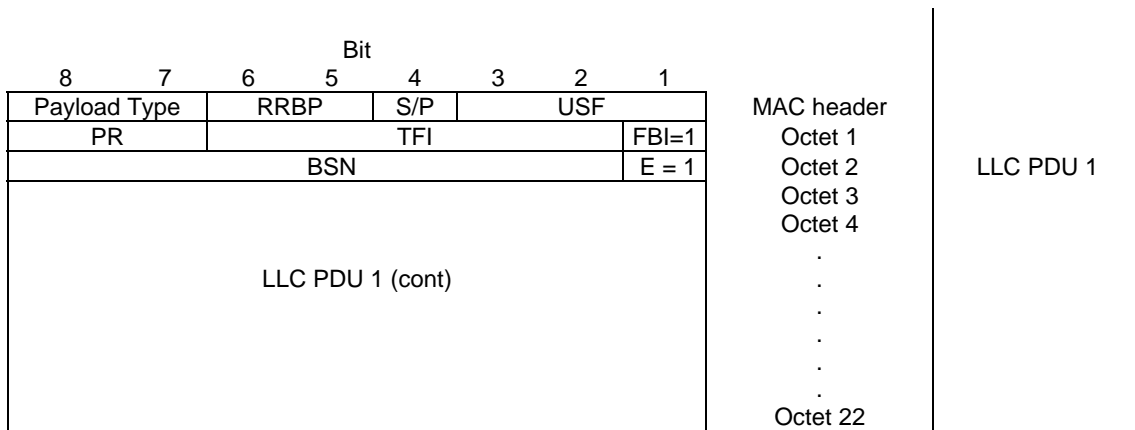 Bit
8 7 6 5 4 3 2 1
Payload Type RRBP S/P USF MAC header
PR TFI FBI=1 Octet 1
BSN E = 1 Octet 2 LLC PDU 1
Octet 3
Octet 4
.
LLC PDU 1 (cont) .
.
.
.
.
Octet 22